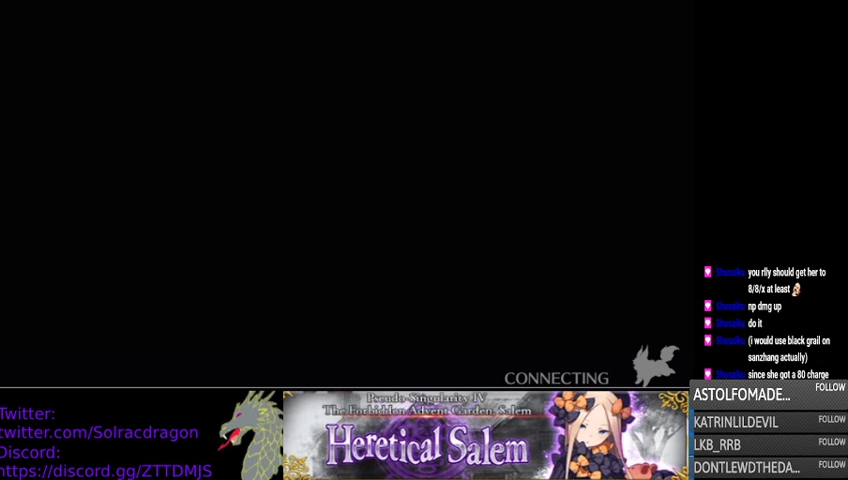 you rlly should get her to
8/8/x at least
np dmg up
do it
(i would use black grail on
sanzhang actually)
since she got a 80 charge
CONNECTING
Twitter:
twitter.com/Solracdragon
Discord:
https://discord.gg/ZTTDMJS
Pseudo Singularity IV
The Forbidden Advent Garden, Salem
Heretical Salem
ASTOLFOMADE... FOLLOW
KATRINLILDEVIL FOLLOW
LKB_RRB FOLLOW
DONTLEWDTHEDA... FOLLOW